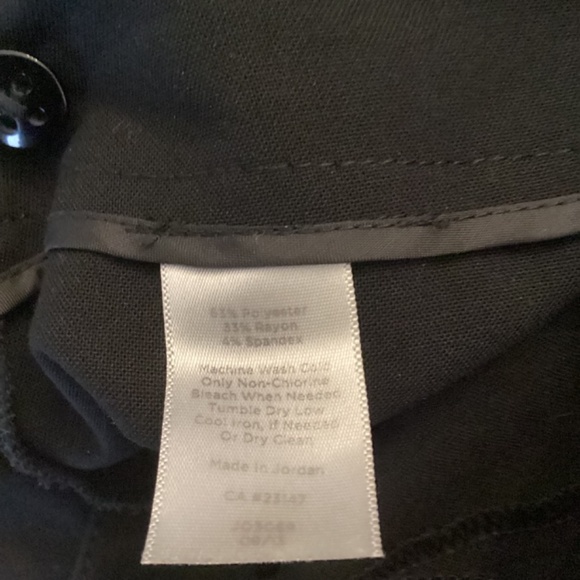 63% Polyester
33% Rayon
4% Spandex
Machine Wash Cold
Only Non-Chlorine
Bleach When Needed
Tumble Dry Low
Cool Iron, If Needed
Or Dry Clean
Made in Jordan
CA